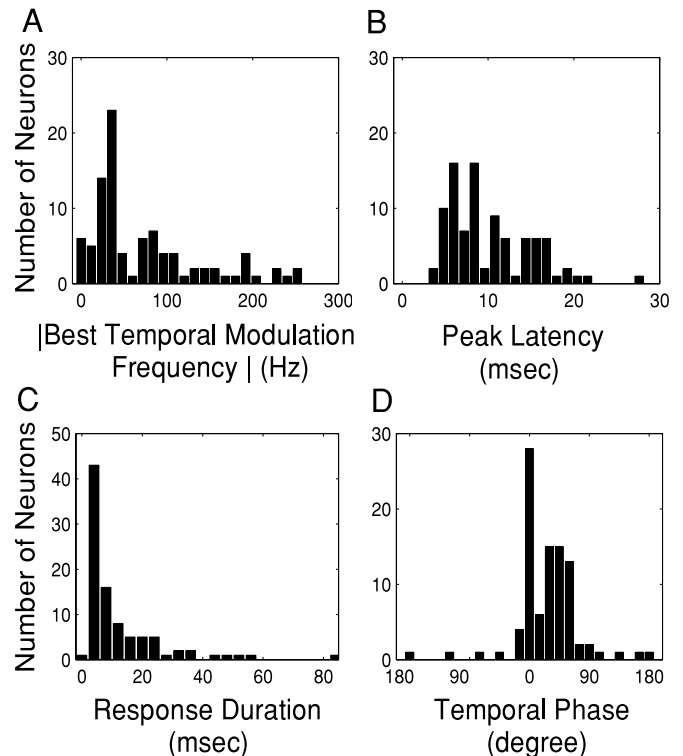 A
B
Number of Neurons
30
20
10
0
0 100 200 300
|Best Temporal Modulation
Frequency | (Hz)
30
20
10
0
0 10 20 30
Peak Latency
(msec)
C
D
Number of Neurons
50
40
30
20
10
0
0 20 40 60 80
Response Duration
(msec)
30
20
10
0
180 90 0 90 180
Temporal Phase
(degree)